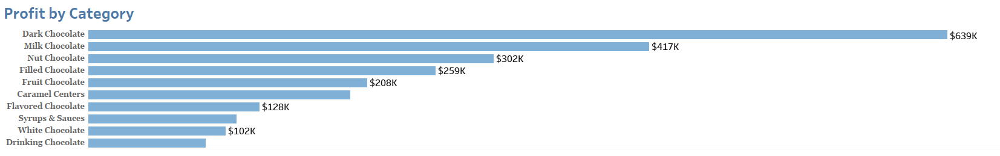 Profit by Category
Dark Chocolate $639K
Milk Chocolate $417K
Nut Chocolate $302K
Filled Chocolate $259K
Fruit Chocolate $208K
Caramel Centers
Flavored Chocolate $128K
Syrups & Sauces
White Chocolate $102K
Drinking Chocolate